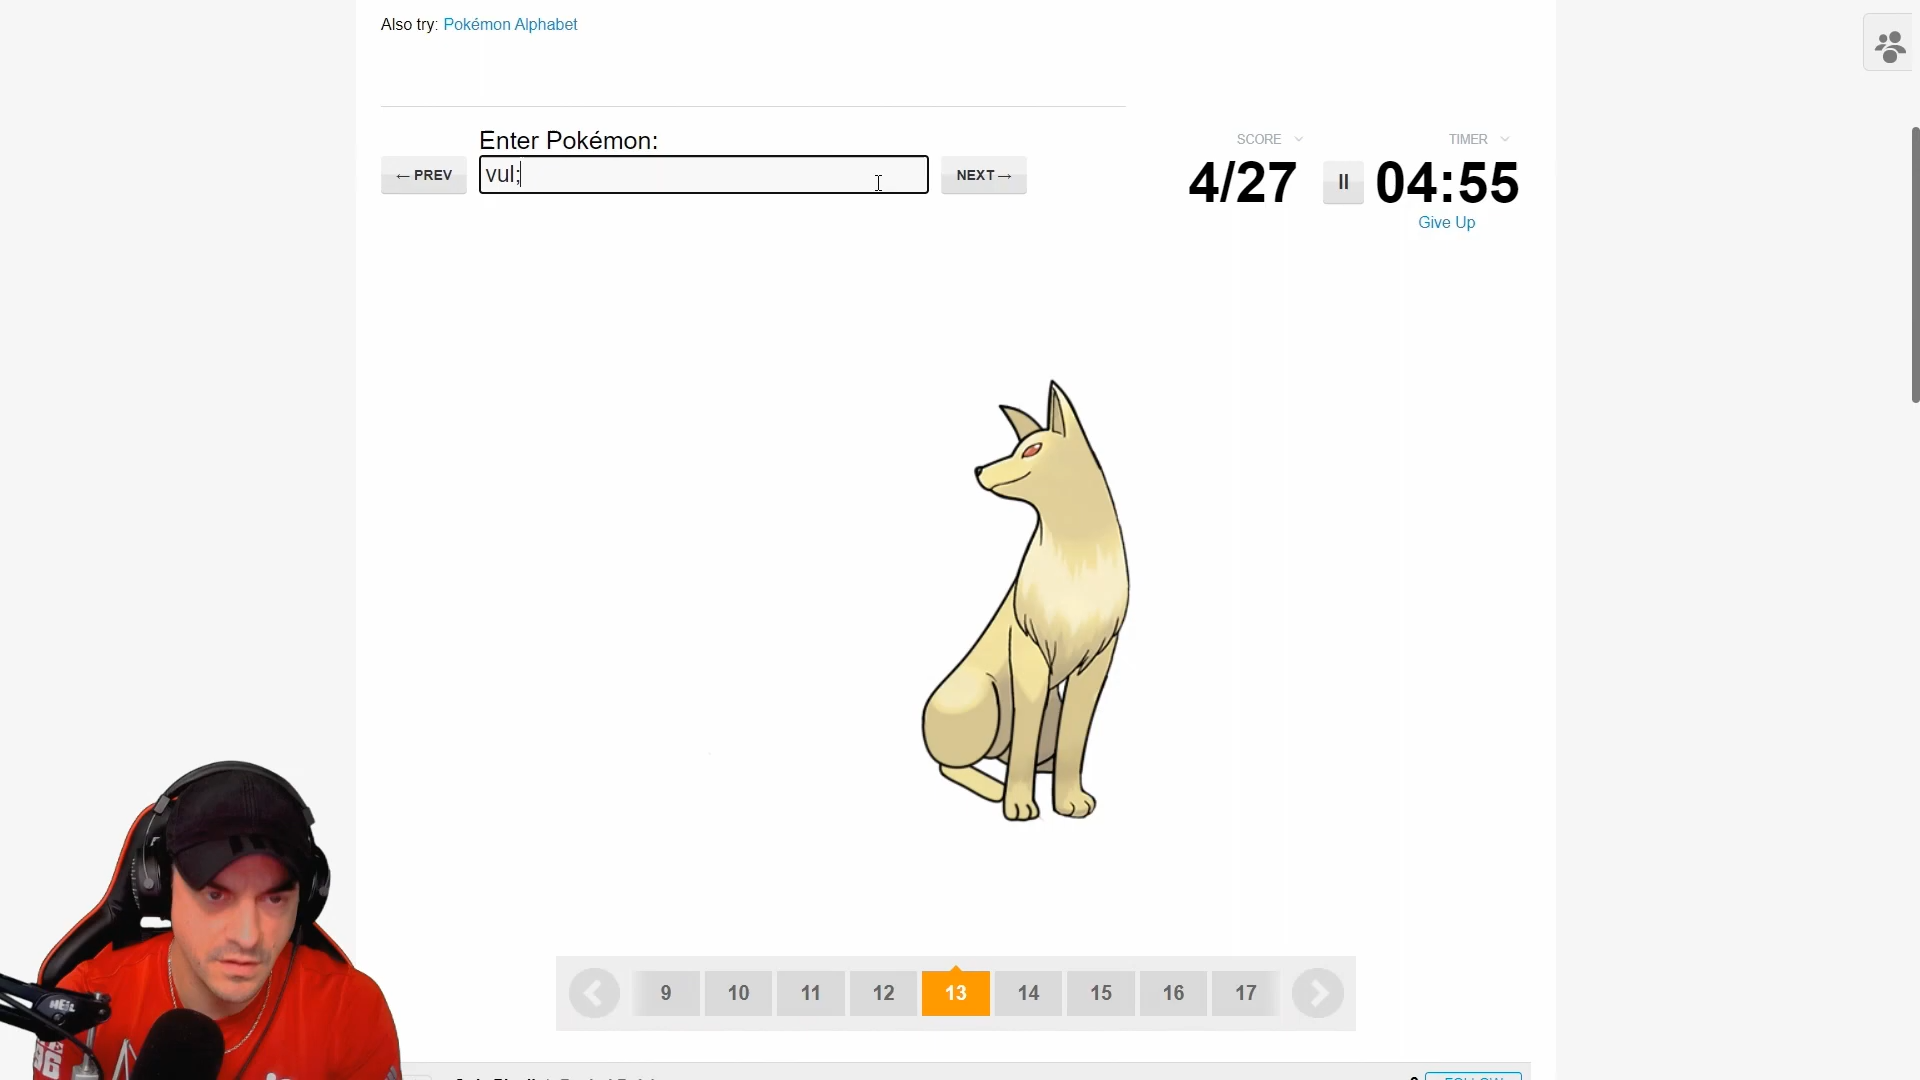 Also try: Pokémon Alphabet
Enter Pokémon:
← PREV
vul;
NEXT→
SCORE
TIMER
4/27
04:55
Give Up
9
10
11
12
13
14
15
16
17
HEIL